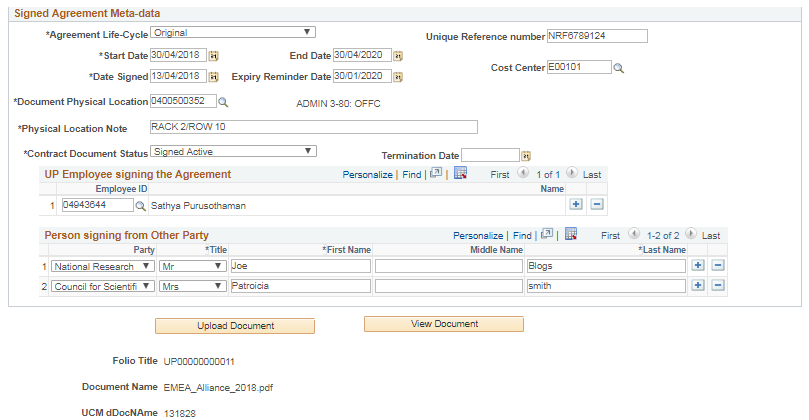 Signed Agreement Meta-data
*Agreement Life-Cycle Original
Unique Reference number NRF6789124
*Start Date 30/04/2018 End Date 30/04/2020
Cost Center E00101
*Date Signed 13/04/2018 Expiry Reminder Date 30/01/2020
*Document Physical Location 0400500352 ADMIN 3-80: OFFC
*Physical Location Note RACK 2/ROW 10
*Contract Document Status Signed Active Termination Date
UP Employee signing the Agreement Personalize | Find | | First 1 of 1 Last
Employee ID Name
1 04943644 Sathya Purusothaman
Person signing from Other Party Personalize | Find | | First 1-2 of 2 Last
Party *Title *First Name Middle Name *Last Name
1 National Research Mr Joe Blogs
2 Council for Scientifi Mrs Patroicia smith
Upload Document View Document
Folio Title UP00000000011
Document Name EMEA_Alliance_2018.pdf
UCM dDocNAme 131828